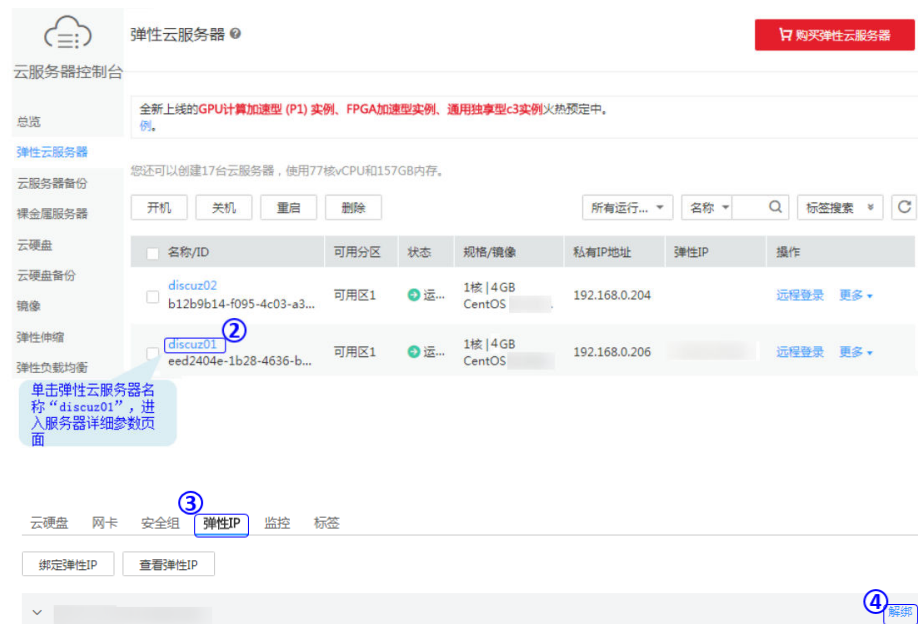 弹性云服务器
购买弹性云服务器
云服务器控制台
全新上线的GPU计算加速型 (P1) 实例、FPGA加速型实例、通用独享型c3实例火热预定中。
例。
总览
弹性云服务器
云服务器备份
裸金属服务器
云硬盘
云硬盘备份
镜像
弹性伸缩
弹性负载均衡
您还可以创建17台云服务器，使用77核vCPU和157GB内存。
开机 关机 重启 删除 所有运行... 名称 标签搜索
名称/ID 可用分区 状态 规格/镜像 私有IP地址 弹性IP 操作
discuz02
b12b9b14-f095-4c03-a3... 可用区1 运... 1核 | 4GB 192.168.0.204 远程登录 更多
CentOS
②
discuz01
eed2404e-1b28-4636-b... 可用区1 运... 1核 | 4GB 192.168.0.206 远程登录 更多
CentOS
单击弹性云服务器名
称“discuz01”，进
入服务器详细参数页
面
③
云硬盘 网卡 安全组 弹性IP 监控 标签
绑定弹性IP 查看弹性IP
④
解绑